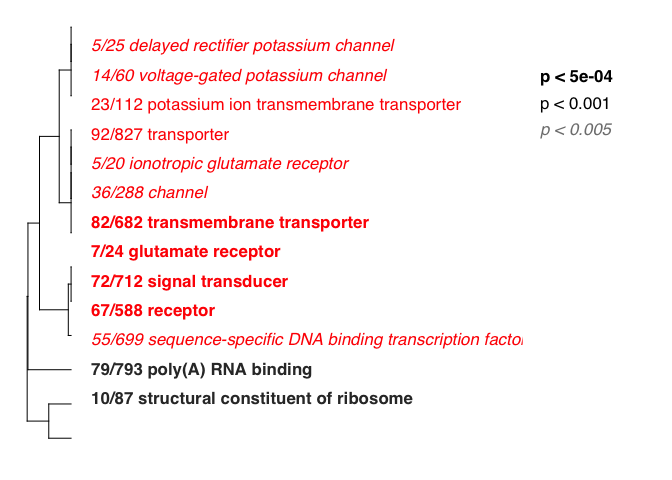 5/25 delayed rectifier potassium channel
14/60 voltage-gated potassium channel
23/112 potassium ion transmembrane transporter
92/827 transporter
5/20 ionotropic glutamate receptor
36/288 channel
82/682 transmembrane transporter
7/24 glutamate receptor
72/712 signal transducer
67/588 receptor
55/699 sequence-specific DNA binding transcription factor
79/793 poly(A) RNA binding
10/87 structural constituent of ribosome
p < 5e-04
p < 0.001
p < 0.005